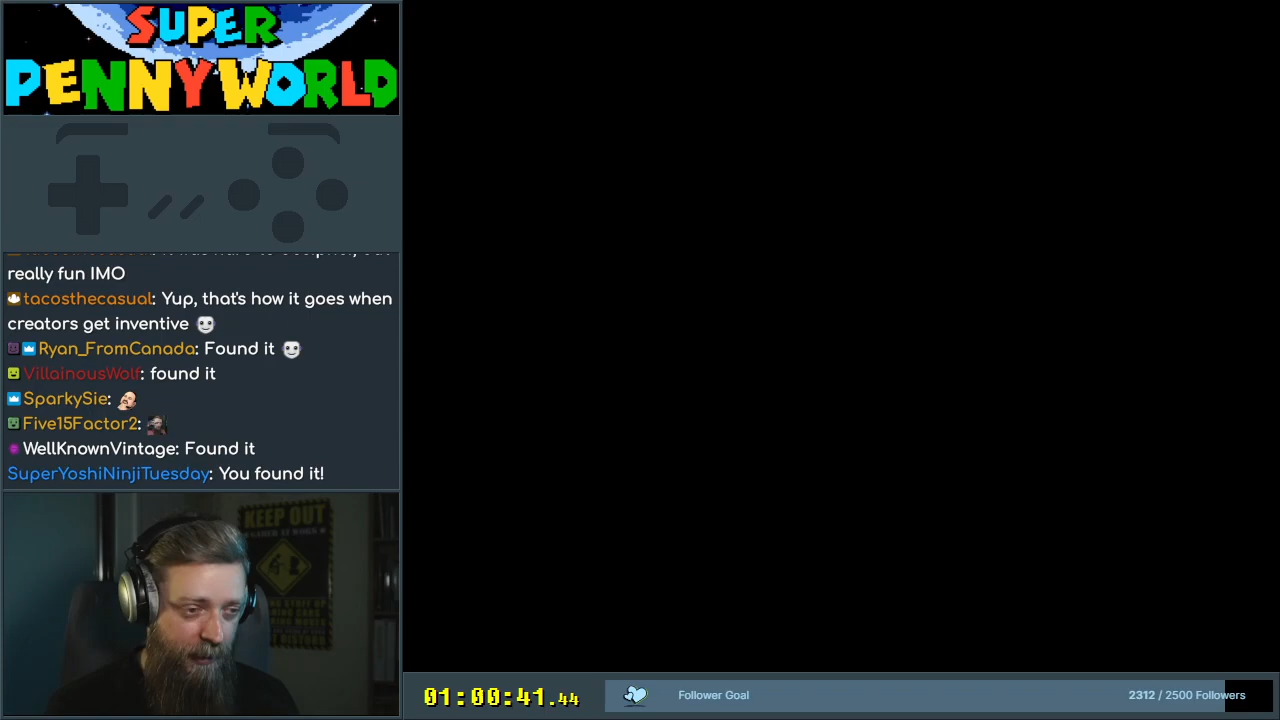 SUPER
PENNY WORLD
really fun IMO
tacosthecasual: Yup, that's how it goes when
creators get inventive
Ryan_FromCanada: Found it
VillainousWolf: found it
SparkySie:
Five15Factor2:
WellKnownVintage: Found it
SuperYoshiNinjiTuesday: You found it!
KEEP OUT
01:00:41.44
Follower Goal
2312 / 2500 Followers